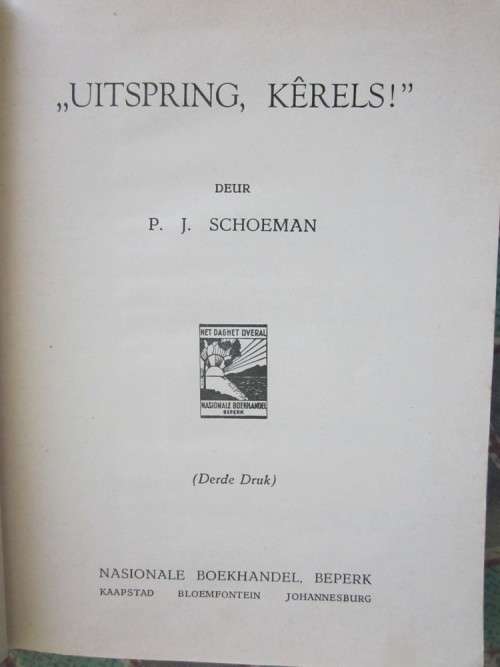 „UITSPRING, KÊRELS!”
DEUR
P. J. SCHOEMAN
HET DAGHET OVERAL
NASIONALE BOEKHANDEL
BEPERK
(Derde Druk)
NASIONALE BOEKHANDEL, BEPERK
KAAPSTAD BLOEMFONTEIN JOHANNESBURG